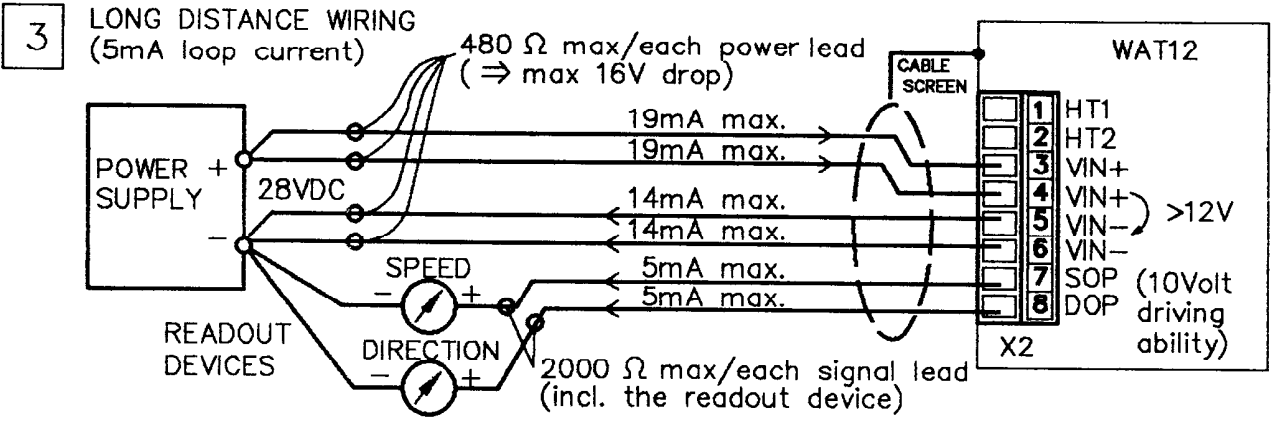 3
LONG DISTANCE WIRING
(5mA loop current)
480 Ω max/each power lead
(⇒ max 16V drop)
WAT12
CABLE
SCREEN
POWER +
SUPPLY
−
28VDC
19mA max.
19mA max.
14mA max.
14mA max.
5mA max.
5mA max.
1 HT1
2 HT2
3 VIN+
4 VIN+
5 VIN−
6 VIN−
7 SOP
8 DOP
>12V
(10Volt
driving
ability)
X2
SPEED
− +
READOUT
DEVICES
DIRECTION
− +
2000 Ω max/each signal lead
(incl. the readout device)